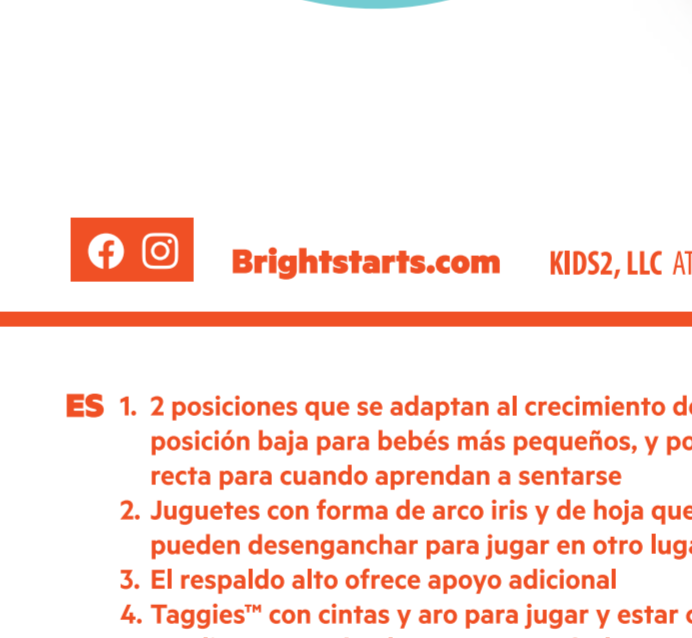 Brightstarts.com KIDS2, LLC AT
ES 1. 2 posiciones que se adaptan al crecimiento
posición baja para bebés más pequeños, y
recta para cuando aprendan a sentarse
2. Juguetes con forma de arco iris y de hoja que
pueden desenganchar para jugar en otro
3. El respaldo alto ofrece apoyo adicional
4. Taggies™ con cintas y aro para jugar y estar